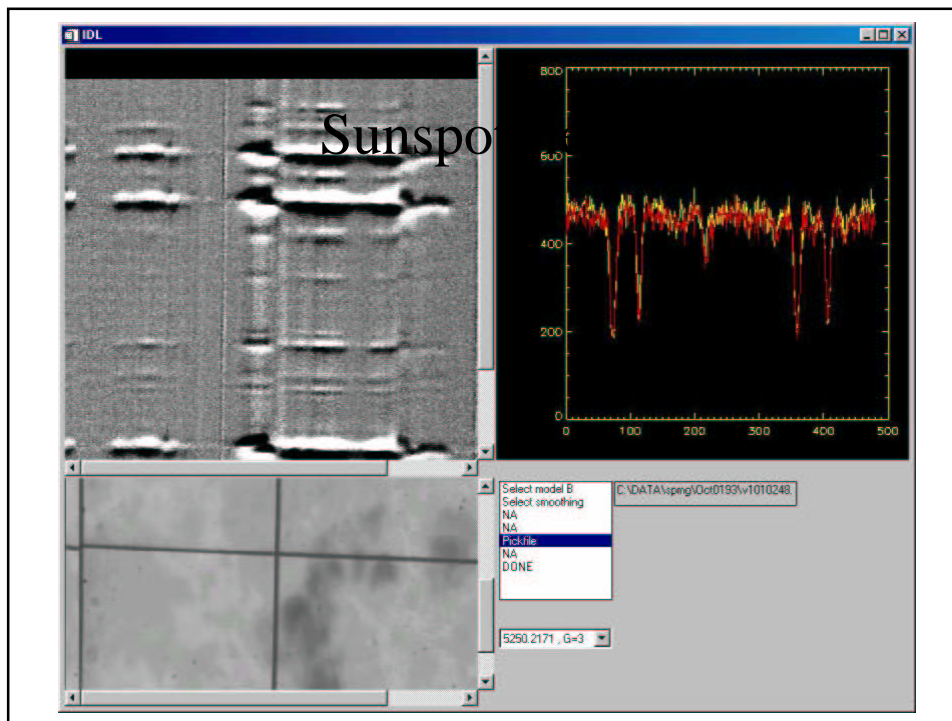 IDL
Sunspo
800
600
400
200
0
0 100 200 300 400 500
Select model B
Select smoothing
NA
NA
Pickfile
NA
DONE
C:\DATA\spmg\Oct0193\v1010248.
5250.2171 , G=3